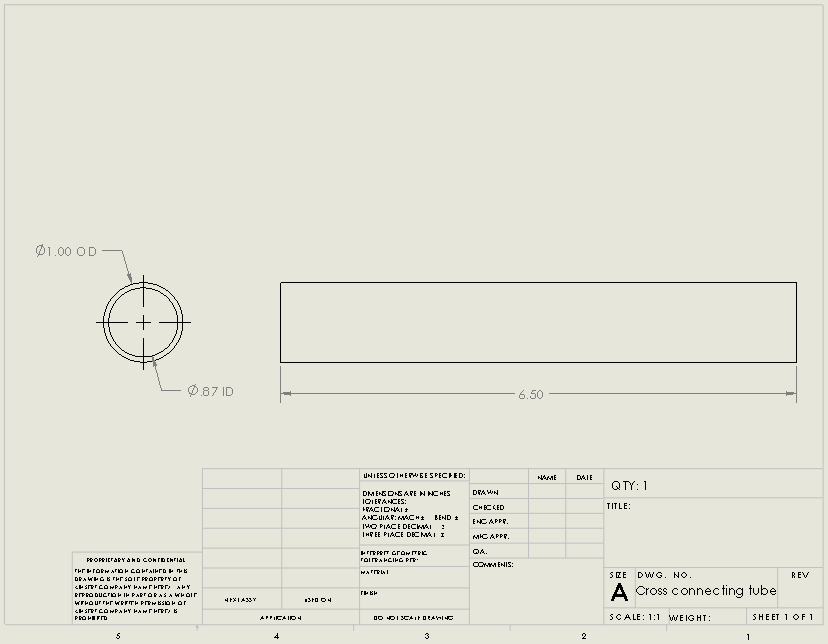 Ø1.00 OD
Ø.87 ID
6.50
UNLESS OTHERWISE SPECIFIED:
DIMENSIONS ARE IN INCHES
TOLERANCES:
FRACTIONAL ±
ANGULAR: MACH ± BEND ±
TWO PLACE DECIMAL ±
THREE PLACE DECIMAL ±
INTERPRET GEOMETRIC
TOLERANCING PER:
MATERIAL
FINISH
DO NOT SCALE DRAWING
NAME DATE
DRAWN
CHECKED
ENG APPR.
MFG APPR.
Q.A.
COMMENTS:
QTY: 1
TITLE:
SIZE DWG. NO. REV
A Cross connecting tube
SCALE: 1:1 WEIGHT: SHEET 1 OF 1
PROPRIETARY AND CONFIDENTIAL
THE INFORMATION CONTAINED IN THIS
DRAWING IS THE SOLE PROPERTY OF
<INSERT COMPANY NAME HERE>. ANY
REPRODUCTION IN PART OR AS A WHOLE
WITHOUT THE WRITTEN PERMISSION OF
<INSERT COMPANY NAME HERE> IS
PROHIBITED.
NEXT ASSY USED ON
APPLICATION
5 4 3 2 1